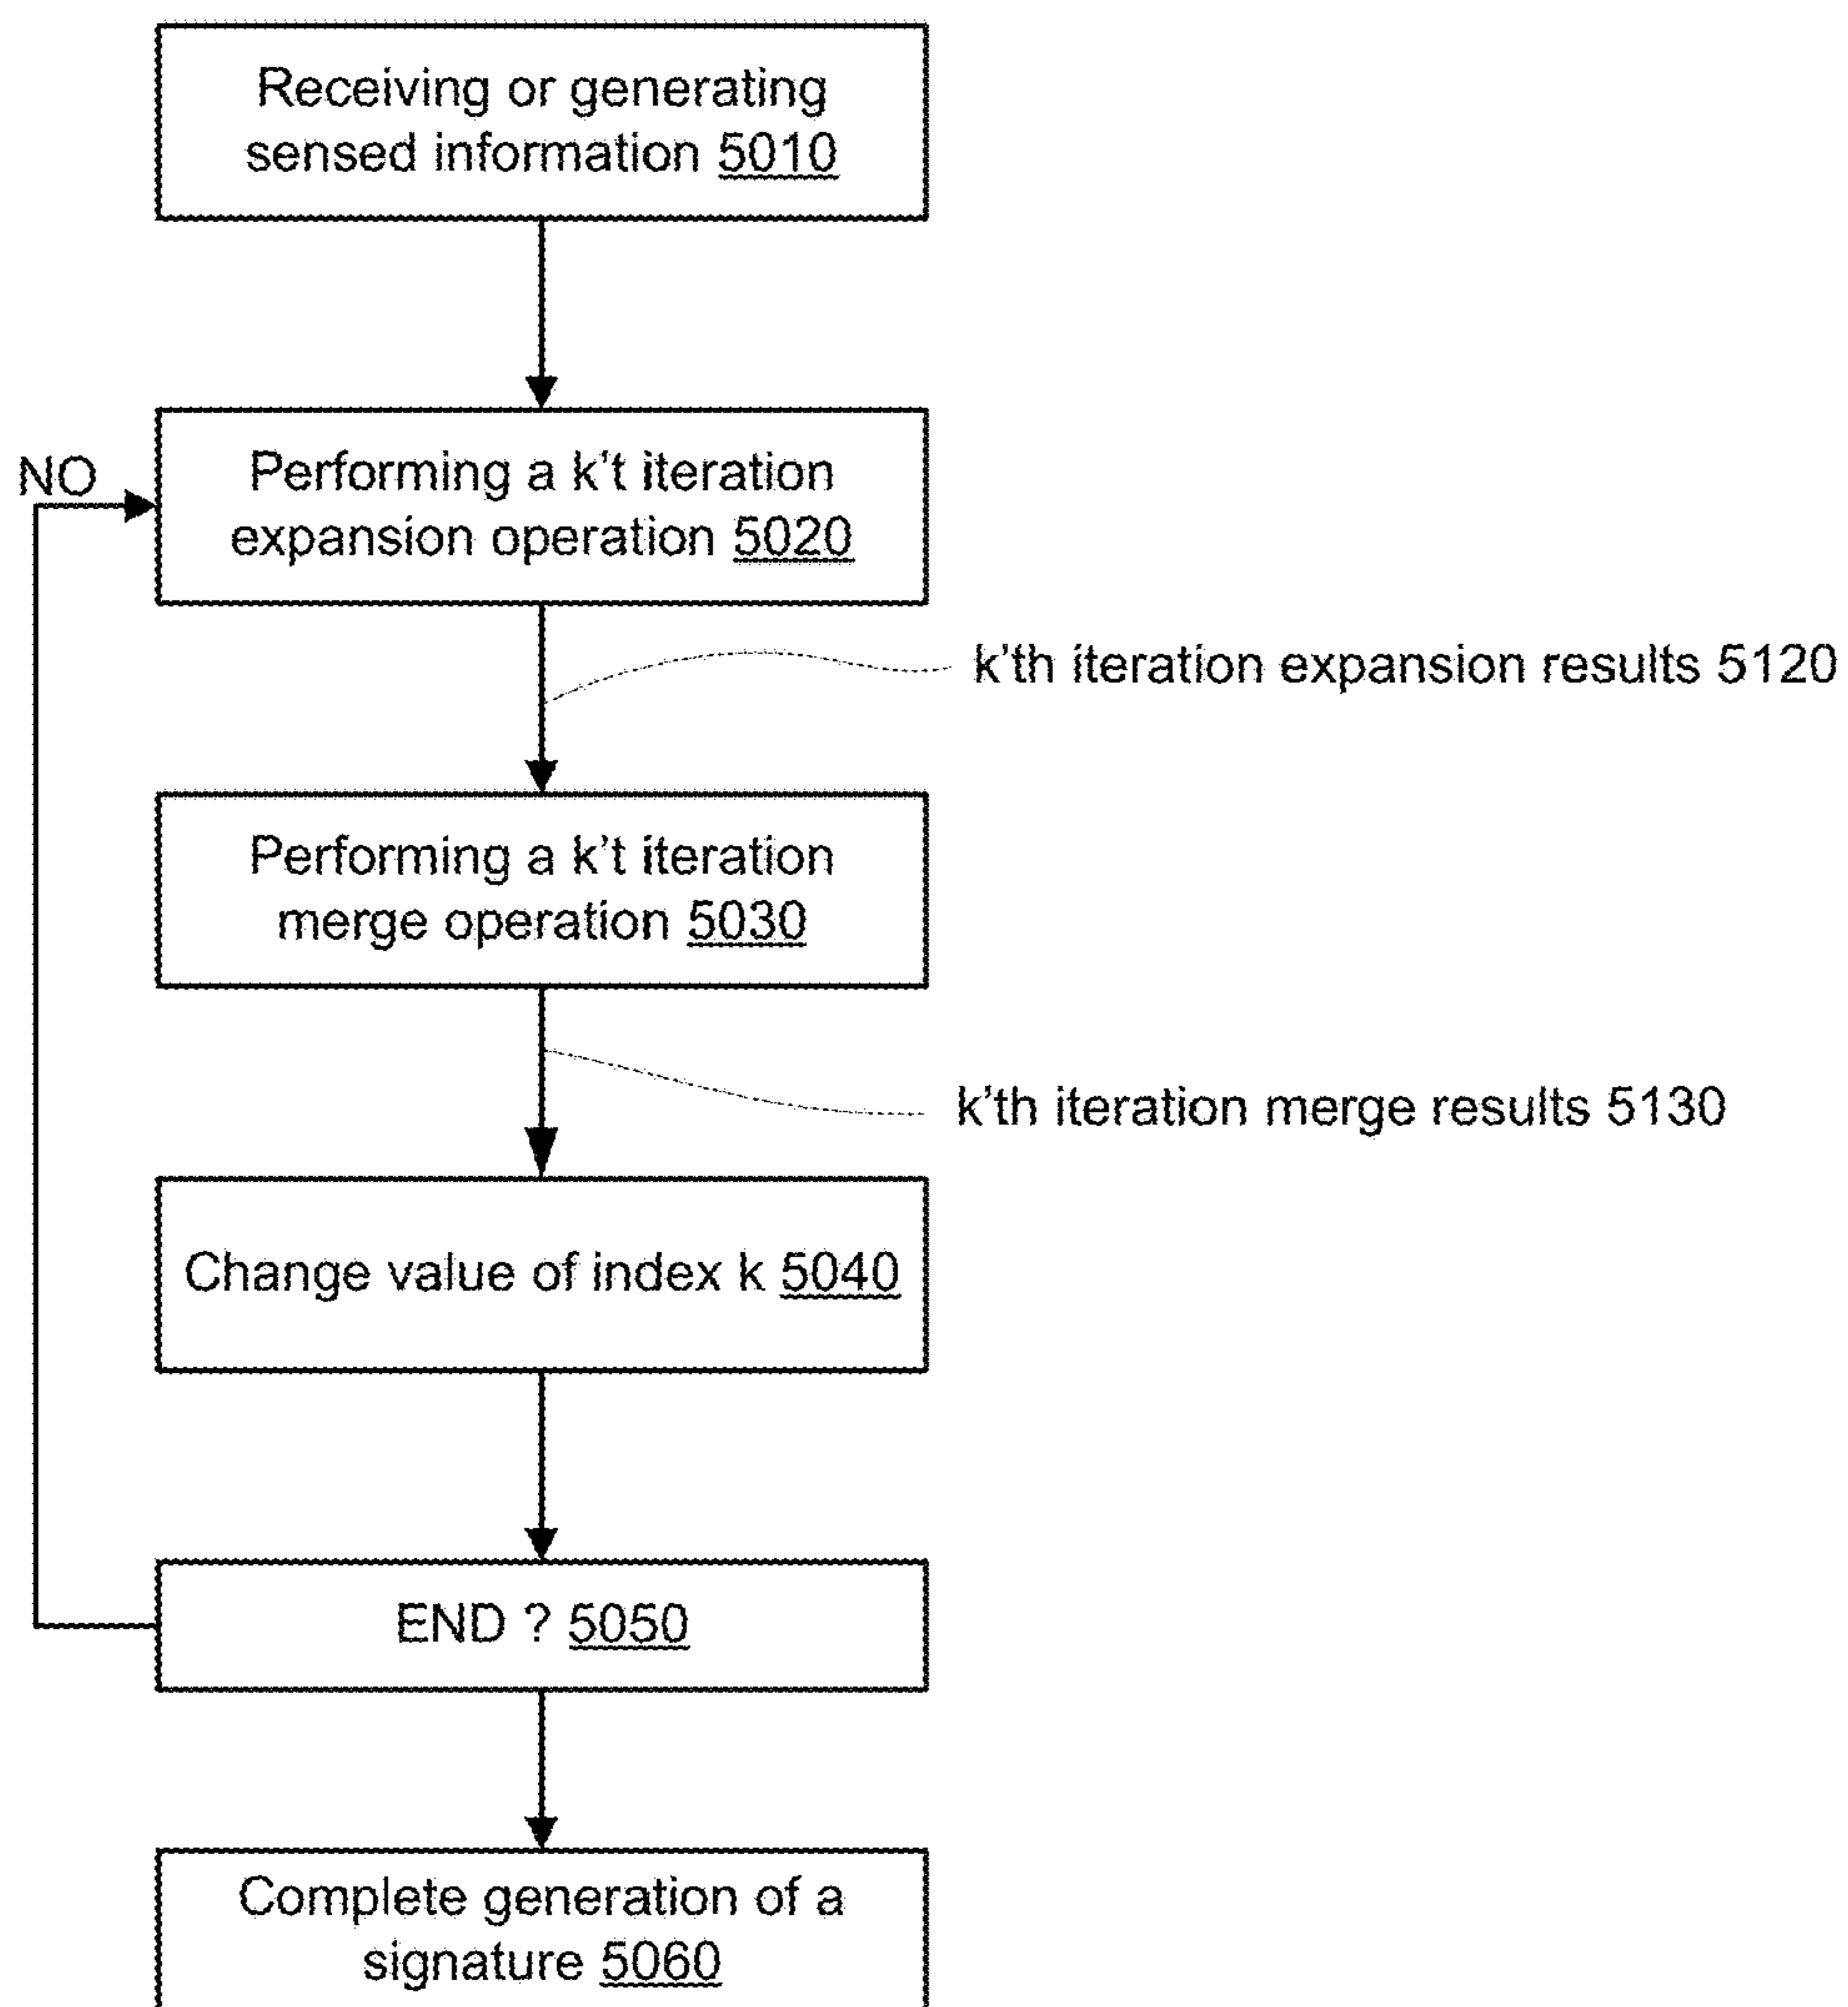 Receiving or generating
sensed information 5010
NO
Performing a k't iteration
expansion operation 5020
k'th iteration expansion results 5120
Performing a k't iteration
merge operation 5030
k'th iteration merge results 5130
Change value of index k 5040
END ? 5050
Complete generation of a
signature 5060